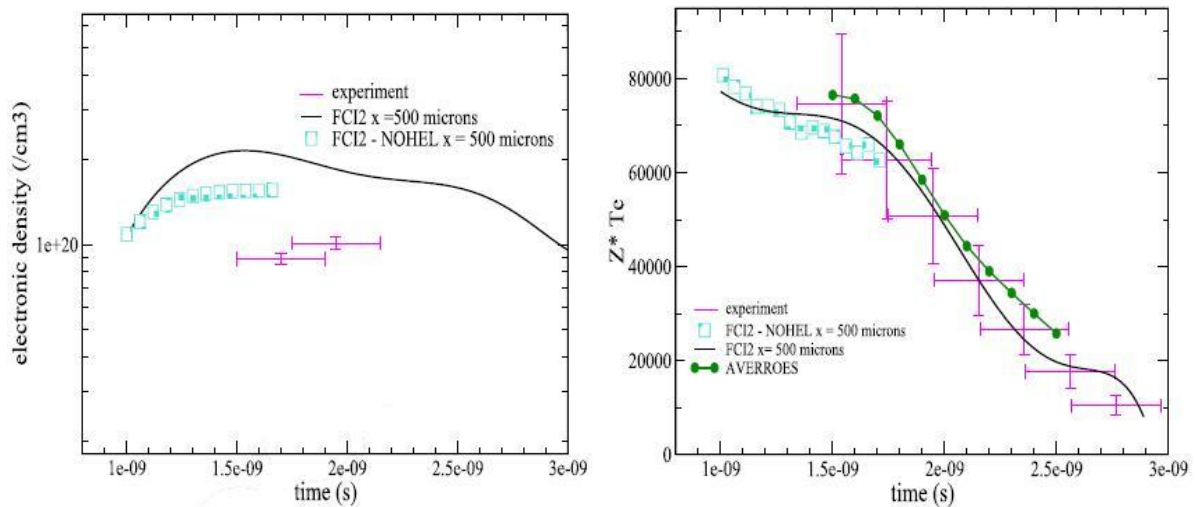 electronic density (/cm3)
1e+20
experiment
FCI2 x =500 microns
FCI2 - NOHEL x = 500 microns
1e-09
1.5e-09
2e-09
2.5e-09
3e-09
time (s)
Z* Te
80000
60000
40000
20000
0
experiment
FCI2 - NOHEL x = 500 microns
FCI2 x= 500 microns
AVERROES
1e-09
1.5e-09
2e-09
2.5e-09
3e-09
time (s)